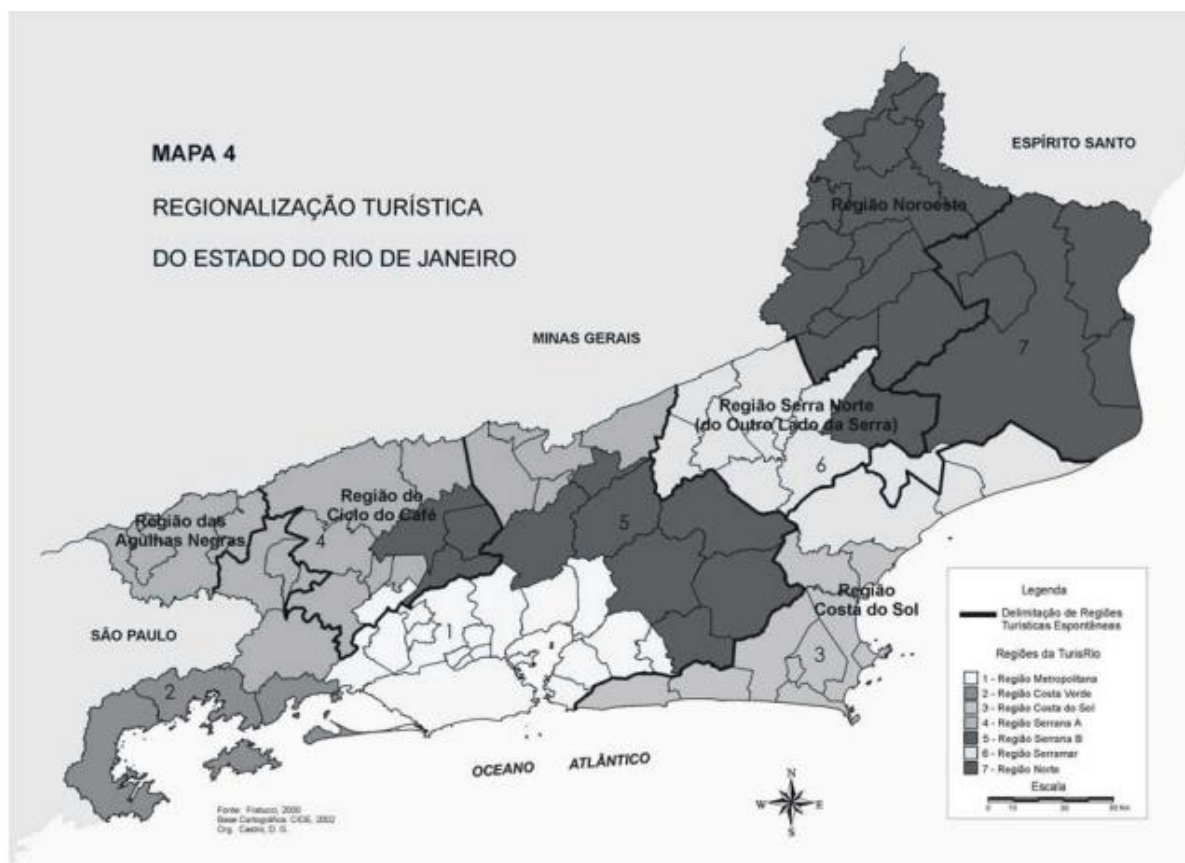 MAPA 4
REGIONALIZAÇÃO TURÍSTICA
DO ESTADO DO RIO DE JANEIRO
ESPÍRITO SANTO
Região Noroeste
MINAS GERAIS
7
Região Serra Norte
(do Outro Lado da Serra)
6
Região do
Ciclo do Café
5
Região das
Agulhas Negras
4
Região
Costa do Sol
SÃO PAULO
1
3
2
OCEANO ATLÂNTICO
N
W E
S
Legenda
Delimitação de Regiões
Turísticas Espontâneas
Regiões da TurisRio
1 - Região Metropolitana
2 - Região Costa Verde
3 - Região Costa do Sol
4 - Região Serrana A
5 - Região Serrana B
6 - Região Serramar
7 - Região Norte
Escala
0 10 20
Fonte: Fratucci, 2000
Base Cartográfica: CIDE, 2002
Org. Castro, D. G.